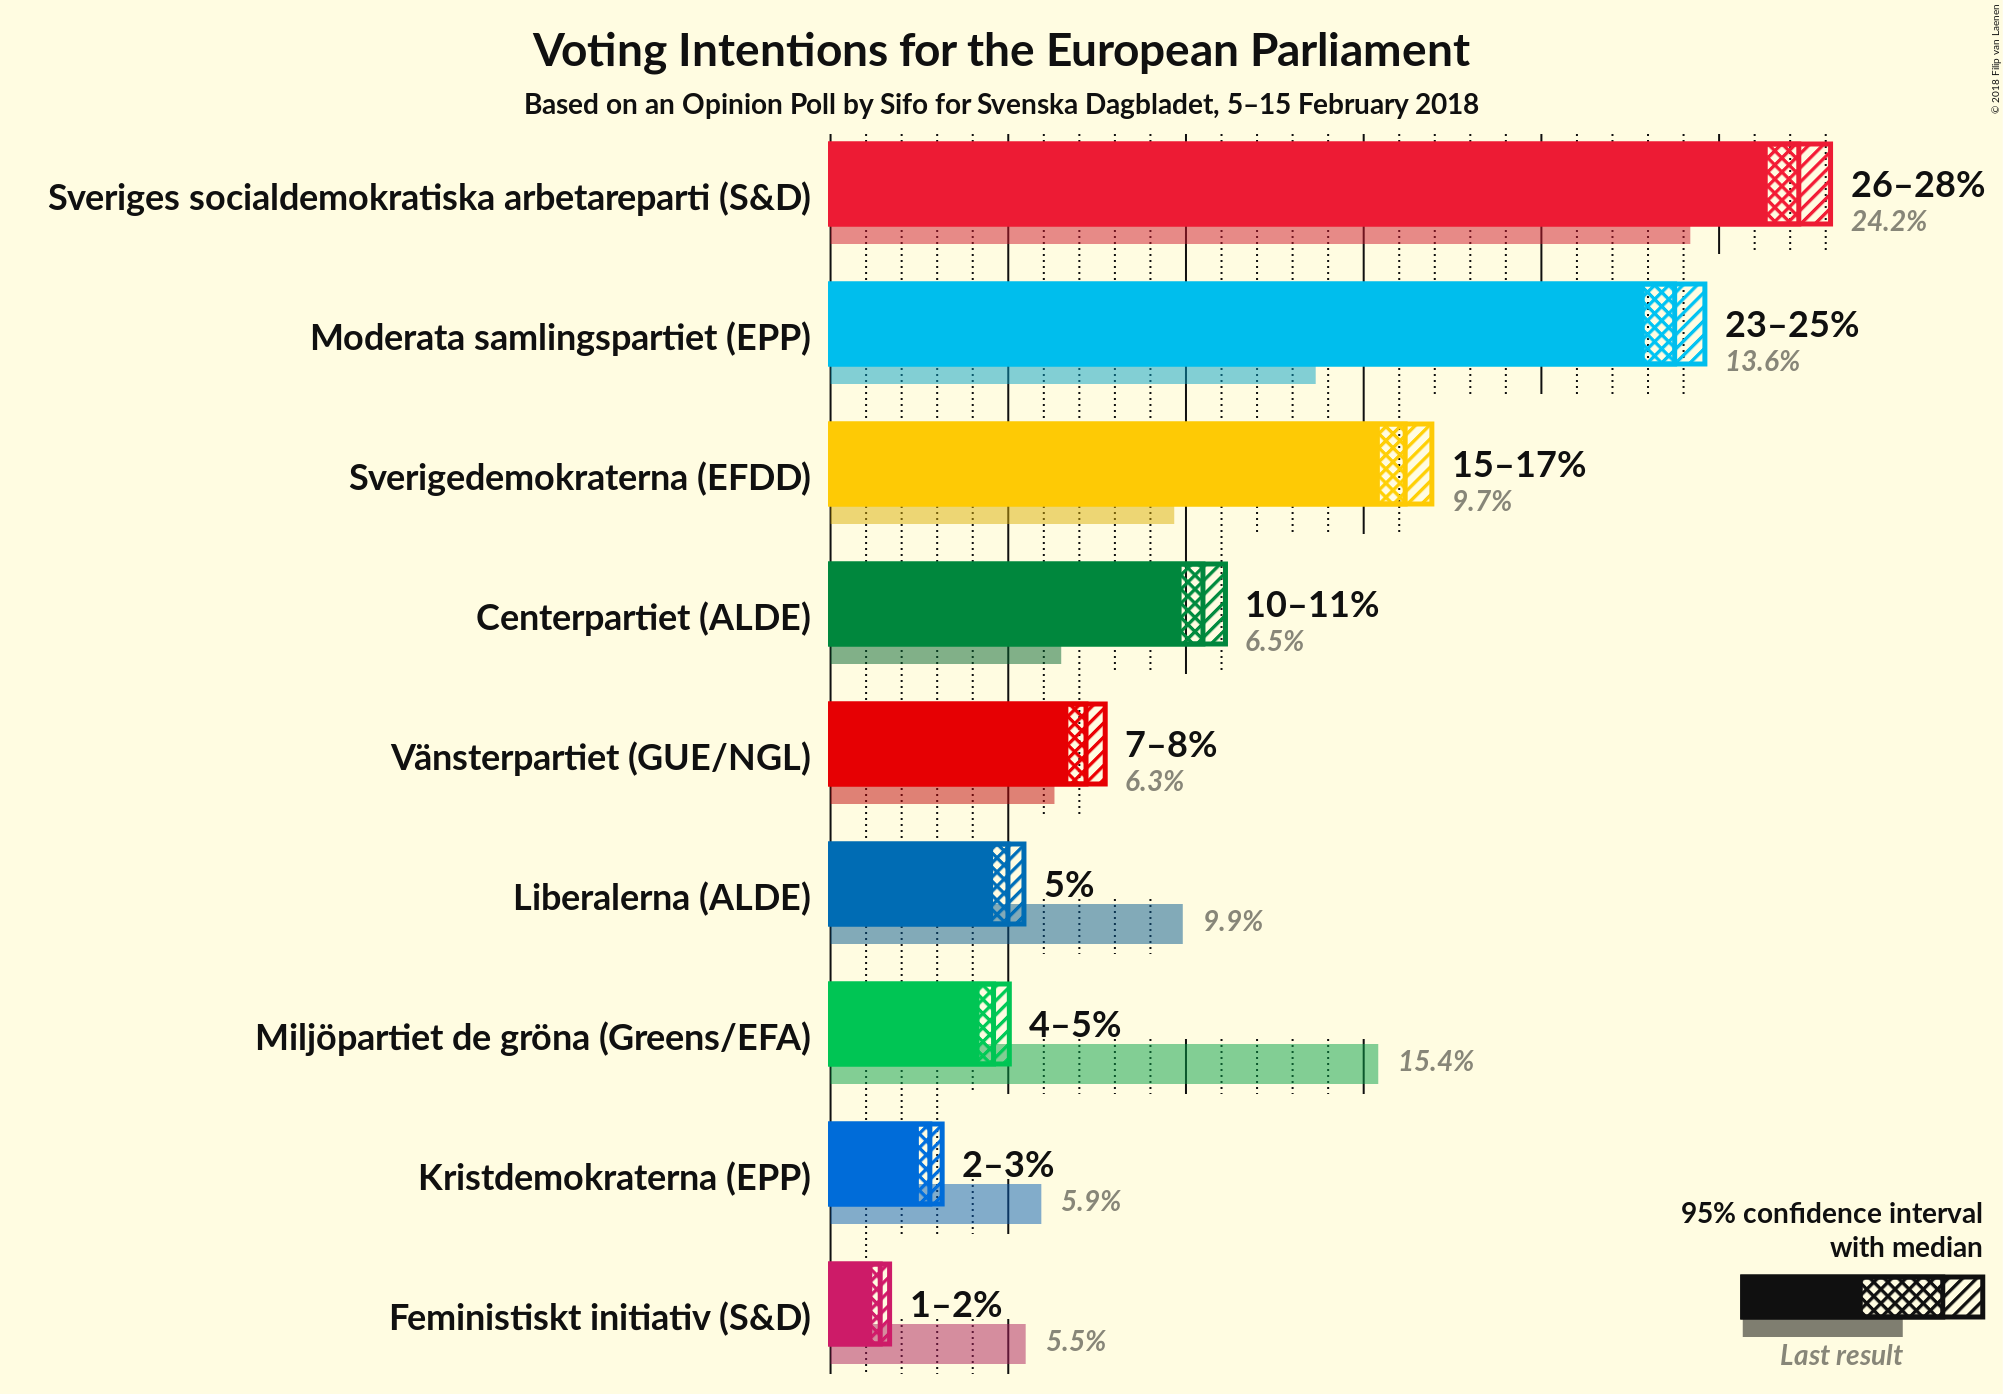 Voting Intentions for the European Parliament
Based on an Opinion Poll by Sifo for Svenska Dagbladet, 5–15 February 2018
© 2018 Filip van Laenen
Sveriges socialdemokratiska arbetareparti (S&D)
26–28%
24.2%
Moderata samlingspartiet (EPP)
23–25%
13.6%
Sverigedemokraterna (EFDD)
15–17%
9.7%
Centerpartiet (ALDE)
10–11%
6.5%
Vänsterpartiet (GUE/NGL)
7–8%
6.3%
Liberalerna (ALDE)
5%
9.9%
Miljöpartiet de gröna (Greens/EFA)
4–5%
15.4%
Kristdemokraterna (EPP)
2–3%
5.9%
Feministiskt initiativ (S&D)
1–2%
5.5%
95% confidence interval
with median
Last result